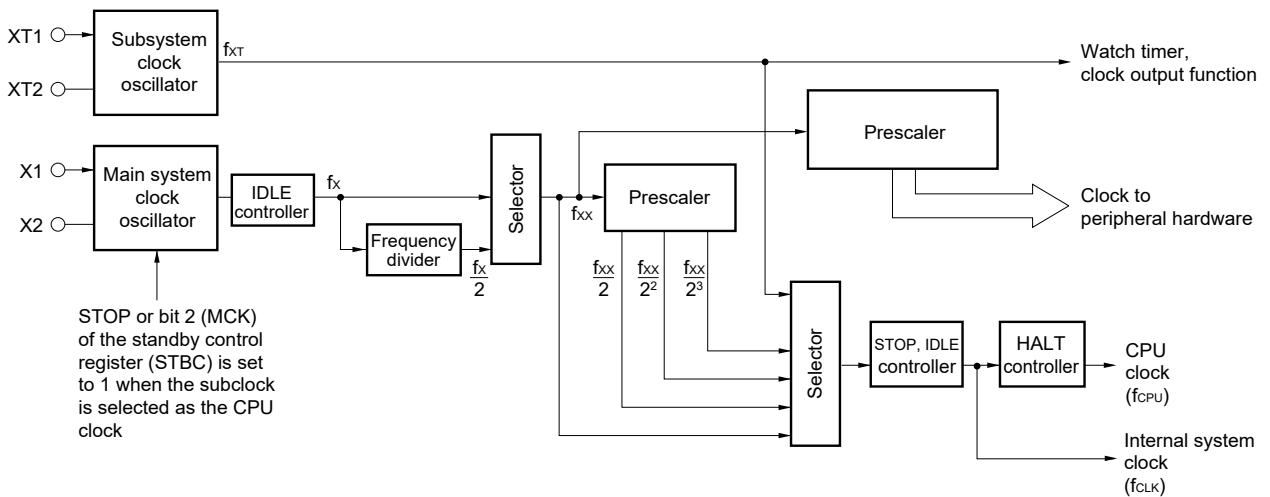 XT1
XT2
Subsystem
clock
oscillator
fXT
Watch timer,
clock output function
Prescaler
Clock to
peripheral hardware
X1
X2
Main system
clock
oscillator
IDLE
controller
fX
Frequency
divider
fX/2
Selector
fXX
Prescaler
fXX/2
fXX/2²
fXX/2³
STOP or bit 2 (MCK)
of the standby control
register (STBC) is set
to 1 when the subclock
is selected as the CPU
clock
Selector
STOP, IDLE
controller
HALT
controller
CPU
clock
(fCPU)
Internal system
clock
(fCLK)